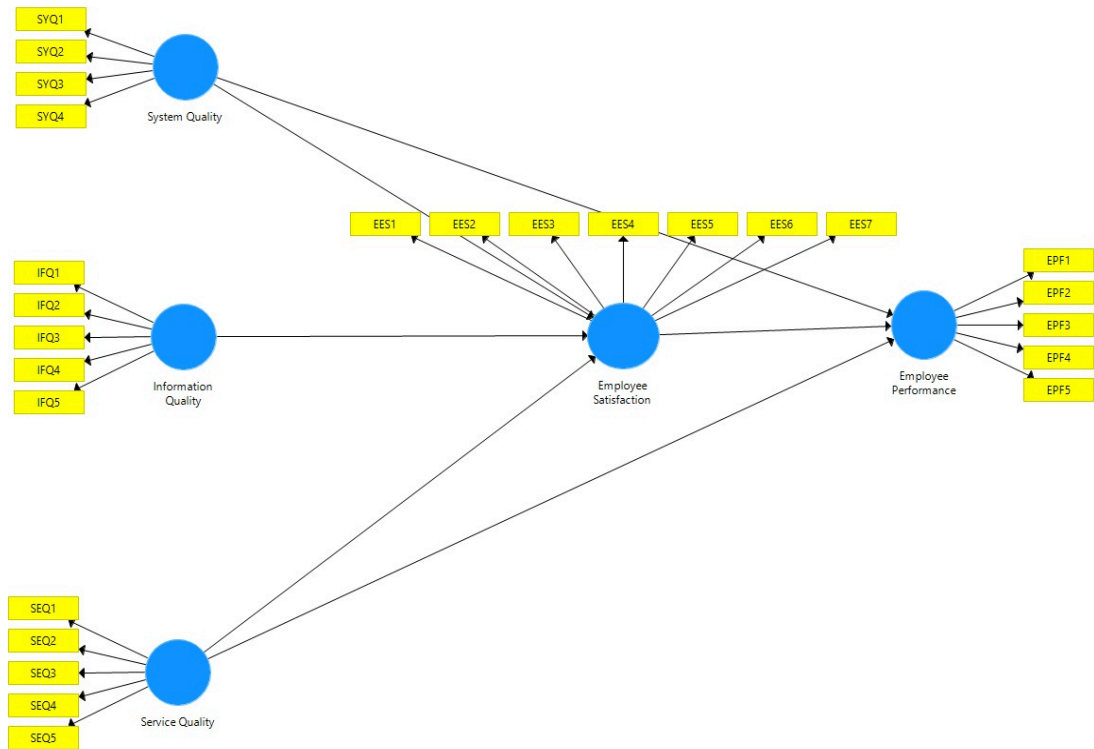 SYQ1
SYQ2
SYQ3
SYQ4
System Quality
EES1
EES2
EES3
EES4
EES5
EES6
EES7
IFQ1
IFQ2
IFQ3
IFQ4
IFQ5
Information
Quality
Employee
Satisfaction
Employee
Performance
EPF1
EPF2
EPF3
EPF4
EPF5
SEQ1
SEQ2
SEQ3
SEQ4
SEQ5
Service Quality